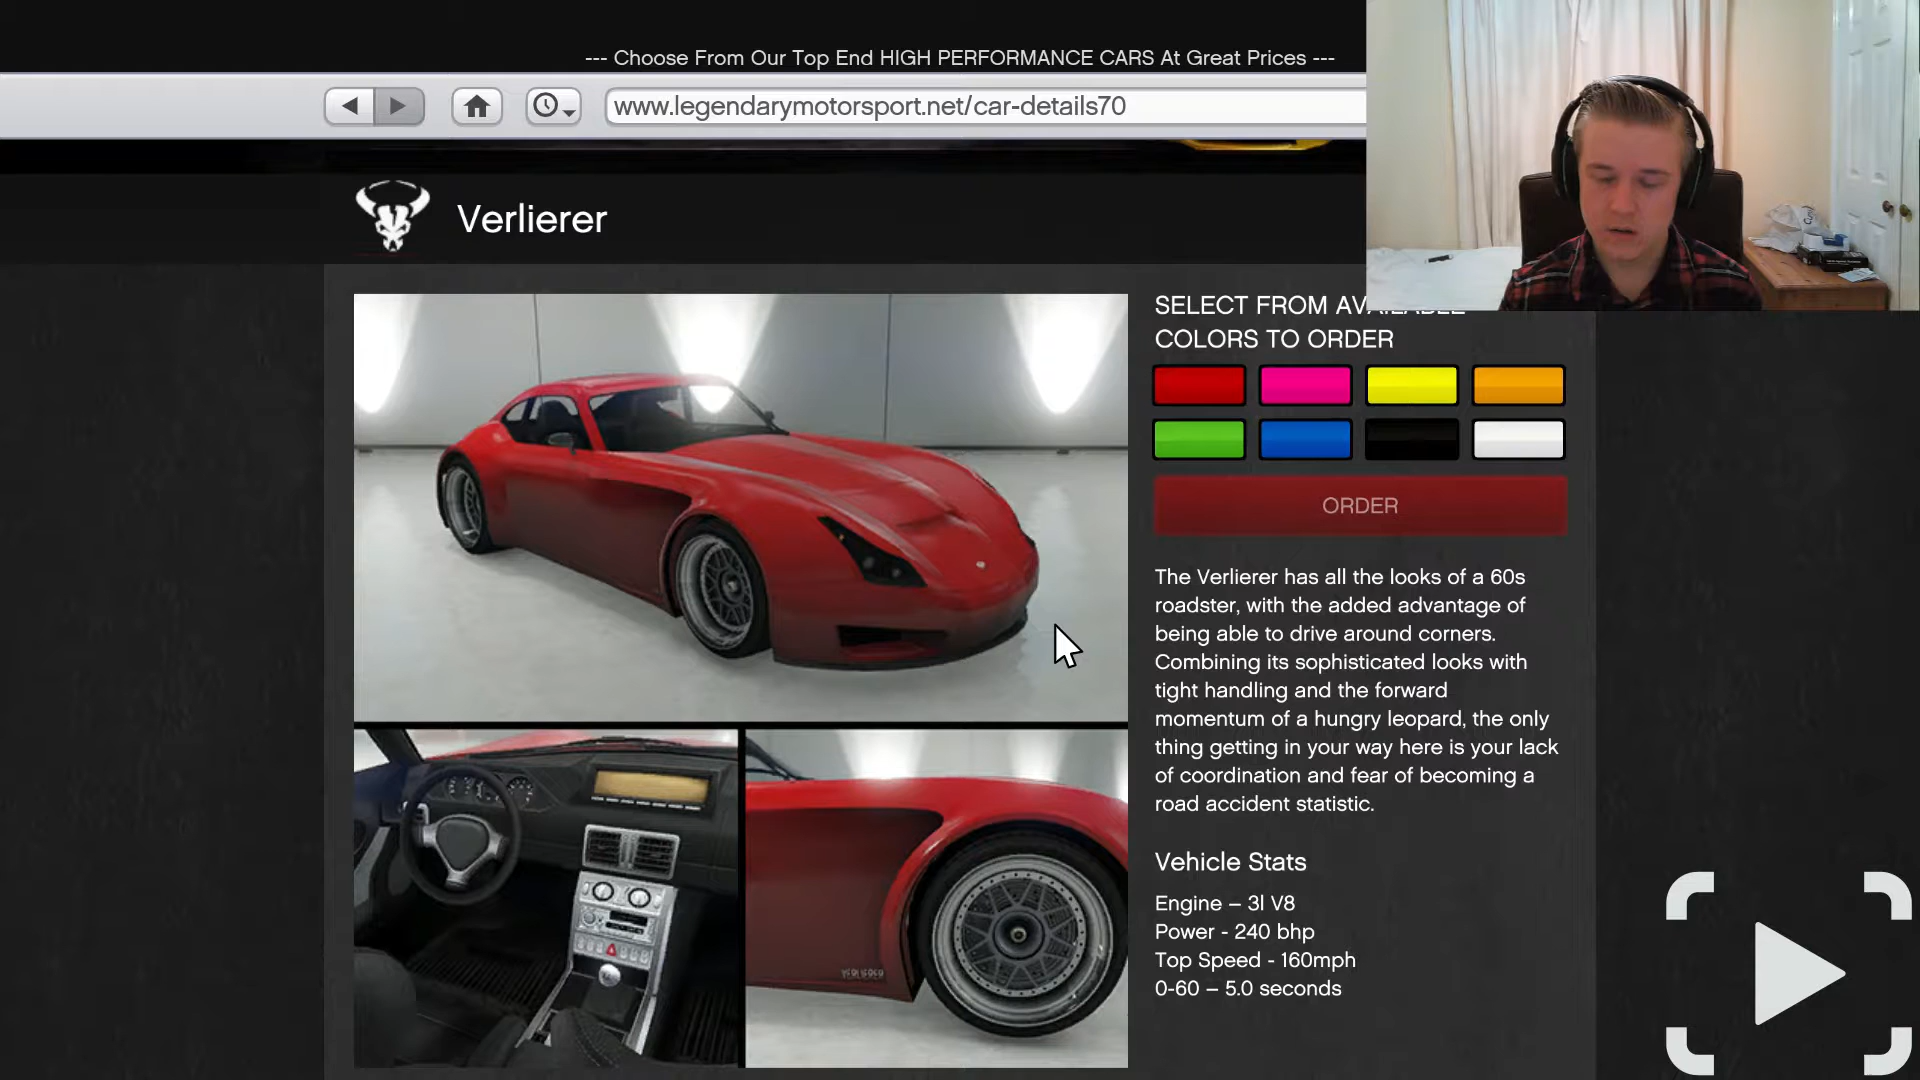 --- Choose From Our Top End HIGH PERFORMANCE CARS At Great Prices ---
www.legendarymotorsport.net/car-details70
Verlierer
SELECT FROM AVAILABLE
COLORS TO ORDER
ORDER
The Verlierer has all the looks of a 60s
roadster, with the added advantage of
being able to drive around corners.
Combining its sophisticated looks with
tight handling and the forward
momentum of a hungry leopard, the only
thing getting in your way here is your lack
of coordination and fear of becoming a
road accident statistic.
Vehicle Stats
Engine – 3l V8
Power - 240 bhp
Top Speed - 160mph
0-60 – 5.0 seconds